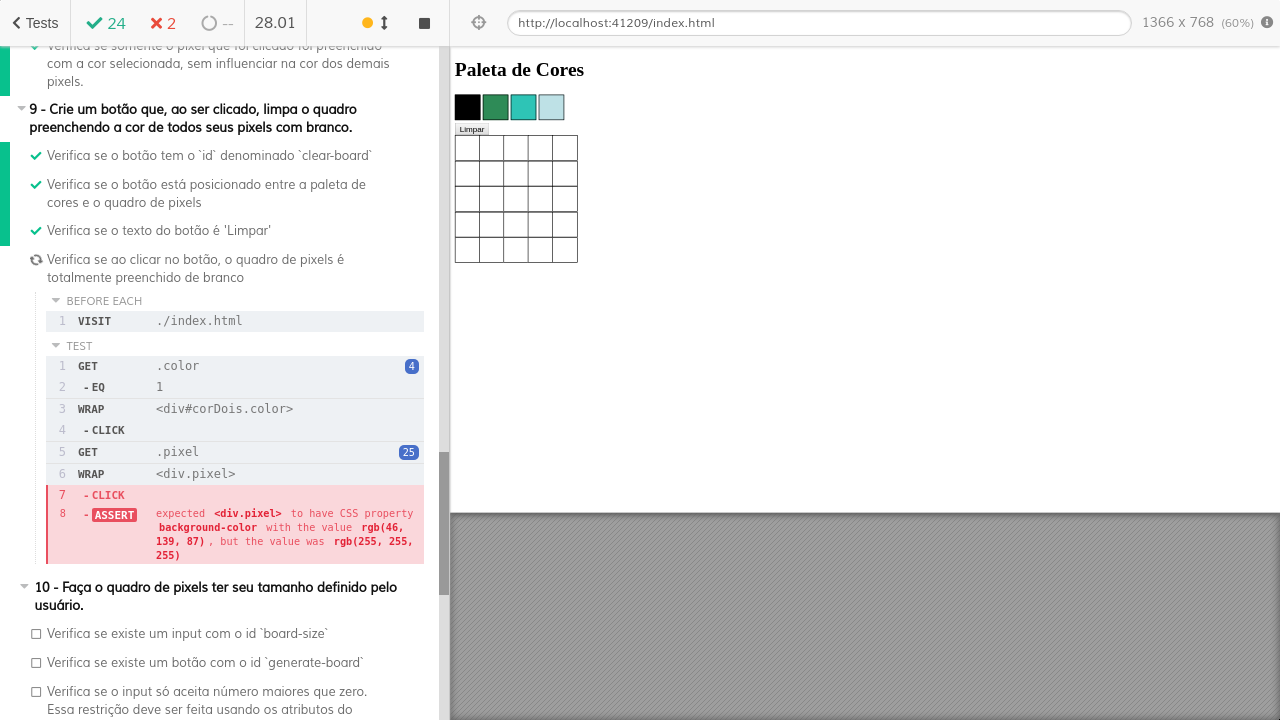 Tests
24
2
--
28.01
http://localhost:41209/index.html
1366 x 768 (60%)
Verifica se somente o pixel que foi clicado foi preenchido
com a cor selecionada, sem influenciar na cor dos demais
pixels.
9 - Crie um botão que, ao ser clicado, limpa o quadro
preenchendo a cor de todos seus pixels com branco.
Verifica se o botão tem o `id` denominado `clear-board`
Verifica se o botão está posicionado entre a paleta de
cores e o quadro de pixels
Verifica se o texto do botão é 'Limpar'
Verifica se ao clicar no botão, o quadro de pixels é
totalmente preenchido de branco
BEFORE EACH
1 VISIT ./index.html
TEST
1 GET .color 4
2 - EQ 1
3 WRAP <div#corDois.color>
4 - CLICK
5 GET .pixel 25
6 WRAP <div.pixel>
7 - CLICK
8 - ASSERT expected <div.pixel> to have CSS property
background-color with the value rgb(46,
139, 87), but the value was rgb(255, 255,
255)
10 - Faça o quadro de pixels ter seu tamanho definido pelo
usuário.
Verifica se existe um input com o id `board-size`
Verifica se existe um botão com o id `generate-board`
Verifica se o input só aceita número maiores que zero.
Essa restrição deve ser feita usando os atributos do
Paleta de Cores
Limpar